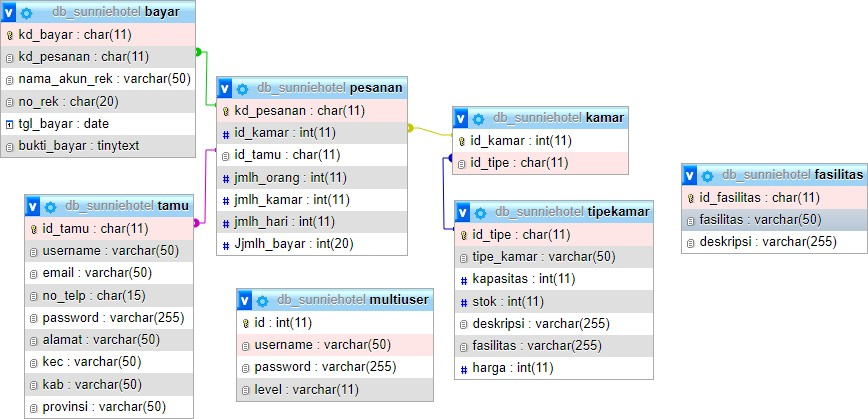 db_sunniehotel bayar
kd_bayar : char(11)
kd_pesanan : char(11)
nama_akun_rek : varchar(50)
no_rek : char(20)
tgl_bayar : date
bukti_bayar : tinytext
db_sunniehotel pesanan
kd_pesanan : char(11)
id_kamar : int(11)
id_tamu : char(11)
jmlh_orang : int(11)
jmlh_kamar : int(11)
jmlh_hari : int(11)
Jjmlh_bayar : int(20)
db_sunniehotel kamar
id_kamar : int(11)
id_tipe : char(11)
db_sunniehotel fasilitas
id_fasilitas : char(11)
fasilitas : varchar(50)
deskripsi : varchar(255)
db_sunniehotel tamu
id_tamu : char(11)
username : varchar(50)
email : varchar(50)
no_telp : char(15)
password : varchar(255)
alamat : varchar(50)
kec : varchar(50)
kab : varchar(50)
provinsi : varchar(50)
db_sunniehotel multiuser
id : int(11)
username : varchar(50)
password : varchar(255)
level : varchar(11)
db_sunniehotel tipekamar
id_tipe : char(11)
tipe_kamar : varchar(50)
kapasitas : int(11)
stok : int(11)
deskripsi : varchar(255)
fasilitas : varchar(255)
harga : int(11)